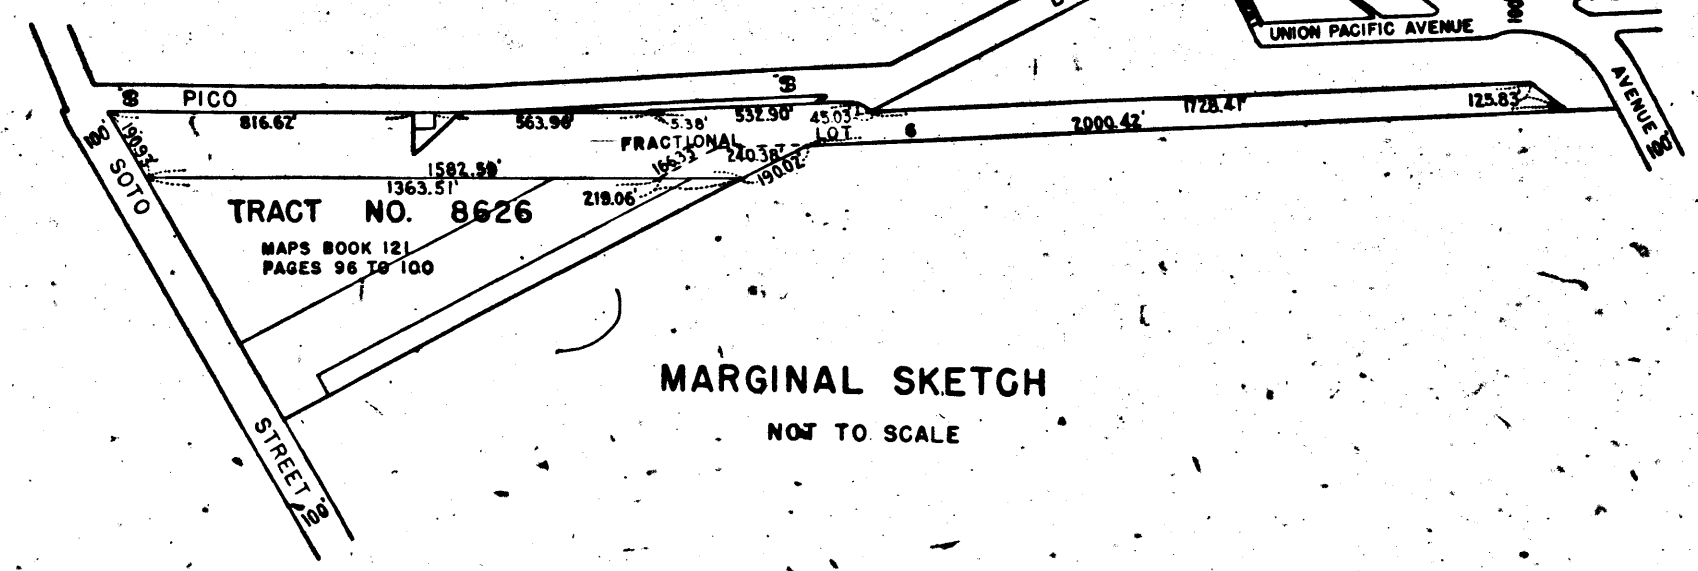 UNION PACIFIC AVENUE
100
PICO
816.62'
563.96'
5.38'
532.90'
45.03'
1728.41'
125.83'
AVENUE
100'
100
190.93'
FRACTIONAL LOT 6
2000.42'
166.33'
240.38'
190.02'
1582.59'
1363.51'
219.06'
SOTO
TRACT NO. 8626
MAPS BOOK 121
PAGES 96 TO 100
MARGINAL SKETCH
NOT TO SCALE
STREET
100'